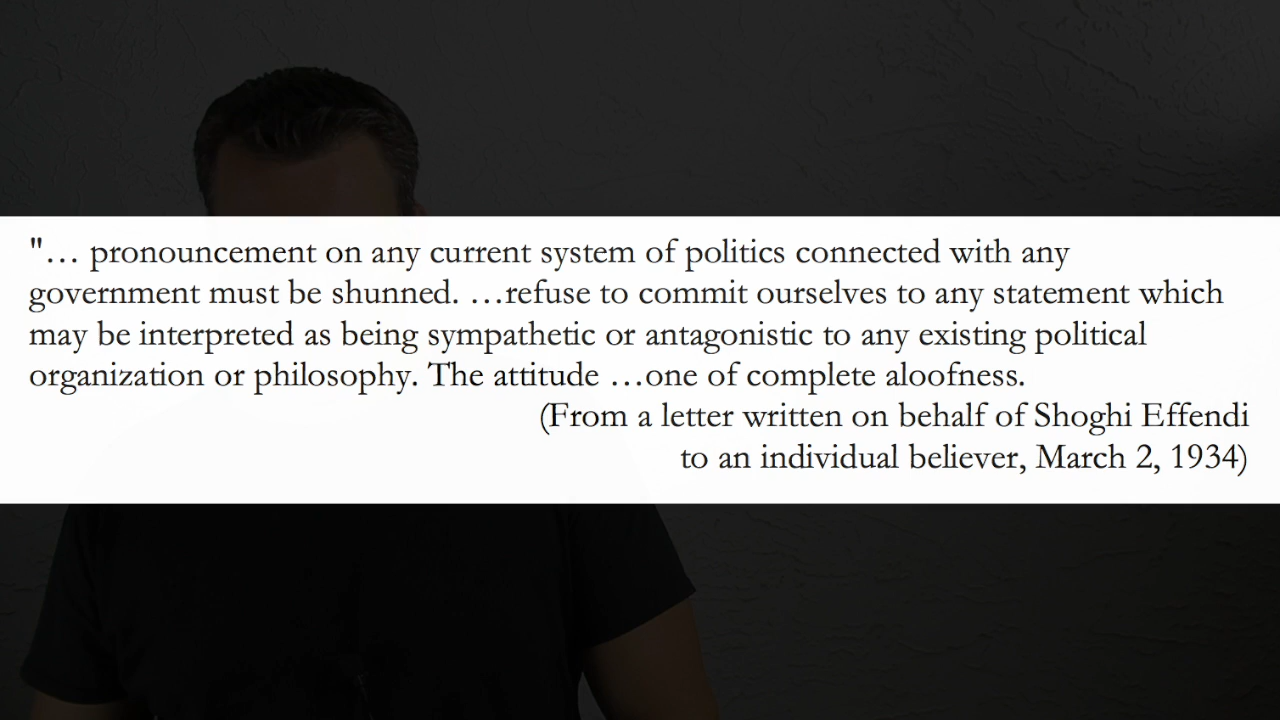 "… pronouncement on any current system of politics connected with any
government must be shunned. …refuse to commit ourselves to any statement which
may be interpreted as being sympathetic or antagonistic to any existing political
organization or philosophy. The attitude …one of complete aloofness.
(From a letter written on behalf of Shoghi Effendi
to an individual believer, March 2, 1934)